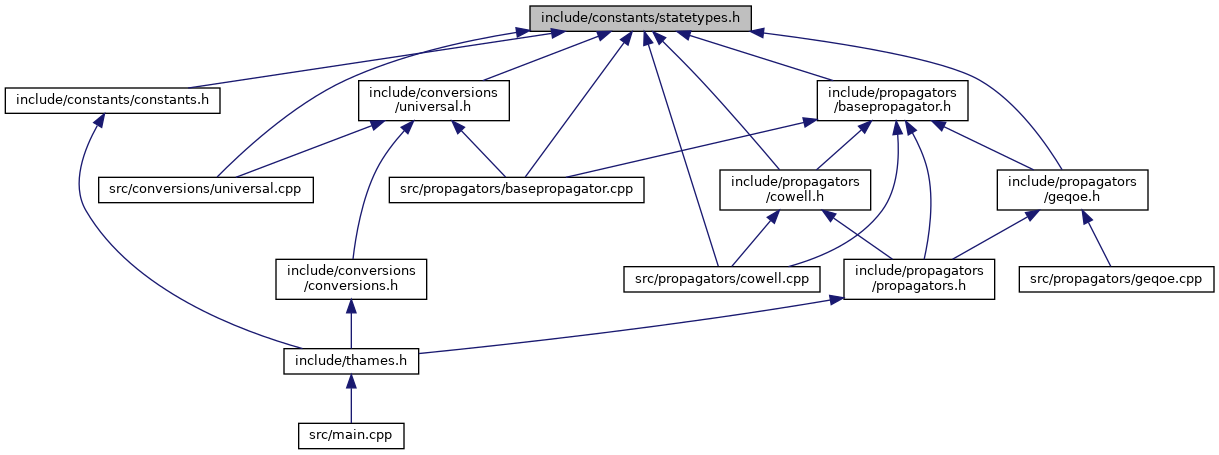 include/constants/statetypes.h
include/constants/constants.h
include/conversions
/universal.h
include/propagators
/basepropagator.h
src/conversions/universal.cpp
src/propagators/basepropagator.cpp
include/propagators
/cowell.h
include/propagators
/geqoe.h
include/conversions
/conversions.h
src/propagators/cowell.cpp
include/propagators
/propagators.h
src/propagators/geqoe.cpp
include/thames.h
src/main.cpp